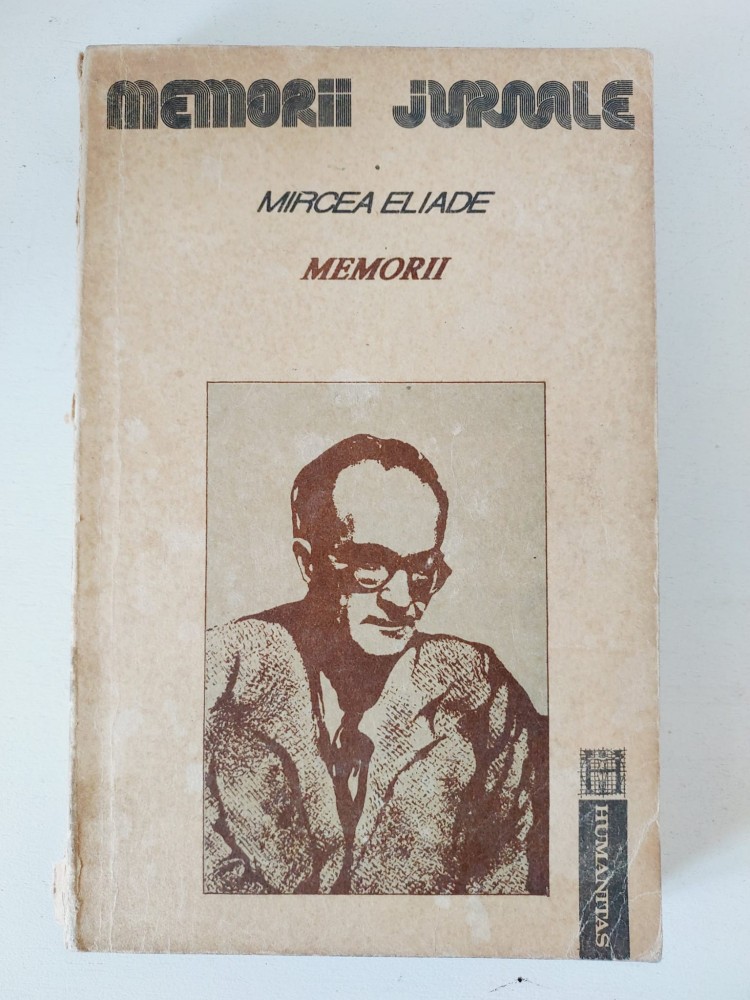 MEMORII JURNALE
MIRCEA ELIADE
MEMORII
H
HUMANITAS